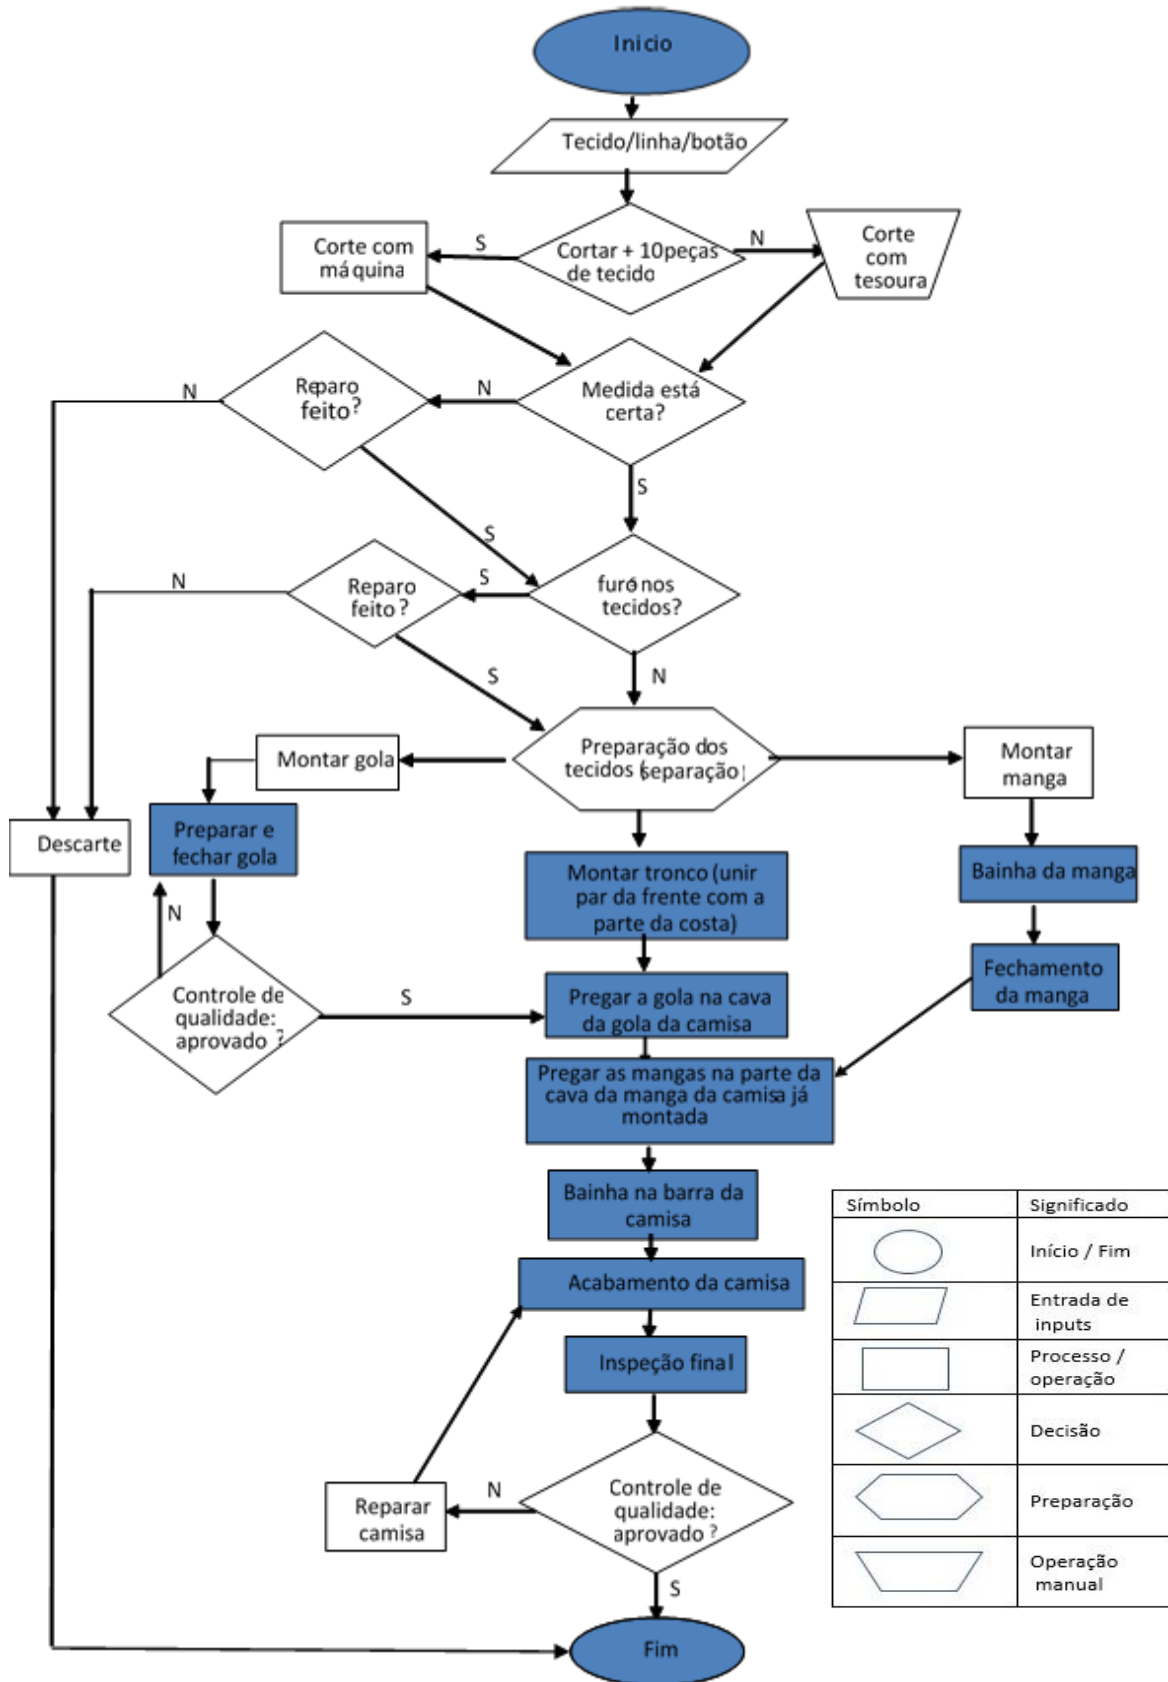 Inicio
Tecido/linha/botão
Corte com
máquina
S
Cortar + 10peças
de tecido
N
Corte
com
tesoura
N
Reparo
feito?
N
Medida está
certa?
S
S
N
Reparo
feito?
S
furo nos
tecidos?
S
N
Montar gola
Preparação dos
tecidos (separação)
Montar
manga
Descarte
Preparar e
fechar gola
Montar tronco (unir
par da frente com a
parte da costa)
Bainha da manga
N
Controle de
qualidade:
aprovado ?
S
Pregar a gola na cava
da gola da camisa
Fechamento
da manga
Pregar as mangas na parte da
cava da manga da camisa já
montada
Bainha na barra da
camisa
Acabamento da camisa
Inspeção final
Reparar
camisa
N
Controle de
qualidade:
aprovado ?
S
Fim
Símbolo Significado
Início / Fim
Entrada de
inputs
Processo /
operação
Decisão
Preparação
Operação
manual